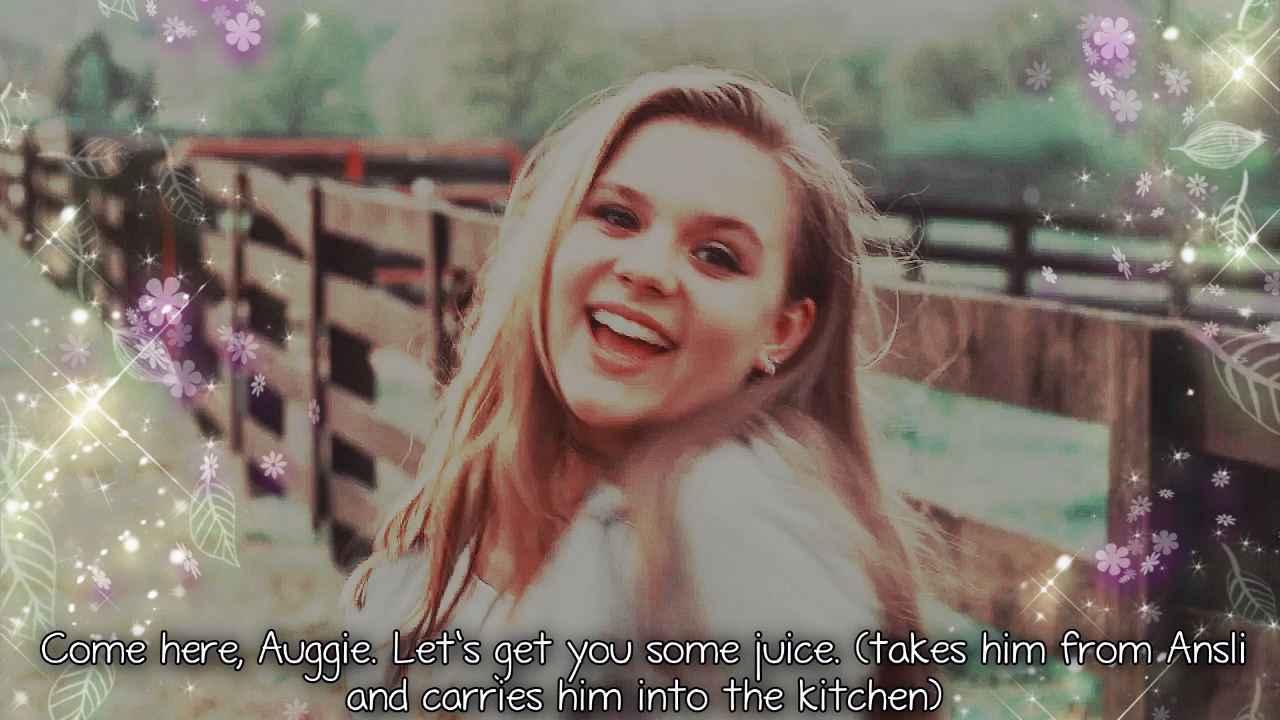 Come here, Auggie. Let's get you some juice. (takes him from Ansli
and carries him into the kitchen)